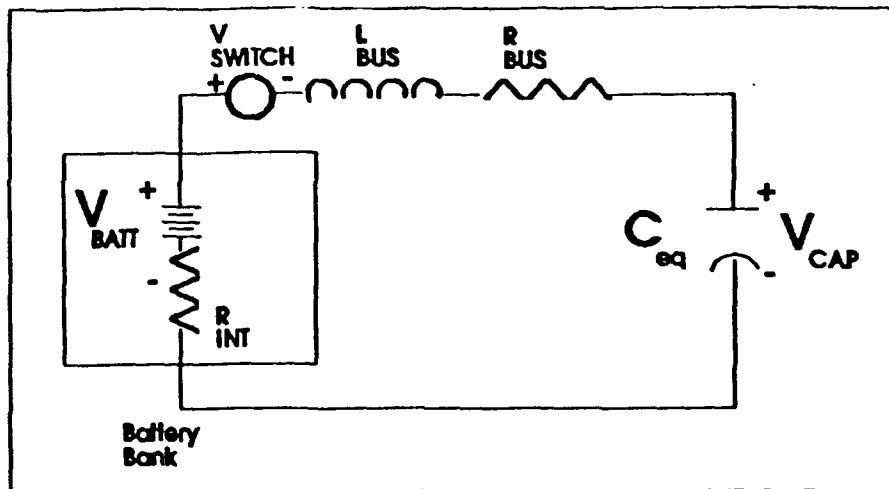 V
SWITCH
+ -
L
BUS
R
BUS
+
V
BATT
-
R
INT
C
eq
+
V
CAP
-
Battery
Bank